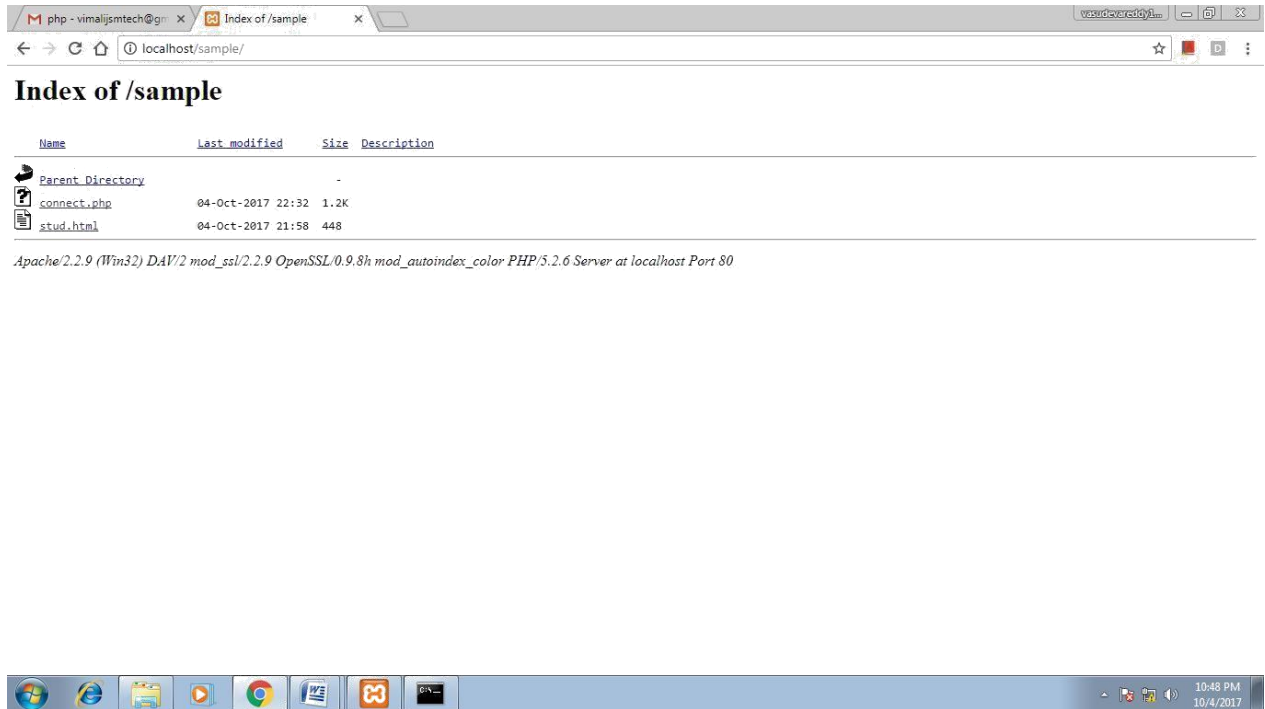 php - vimalijsmtech@gm
Index of /sample
localhost/sample/
Index of /sample
Name Last modified Size Description
Parent Directory -
connect.php 04-Oct-2017 22:32 1.2K
stud.html 04-Oct-2017 21:58 448
Apache/2.2.9 (Win32) DAV/2 mod_ssl/2.2.9 OpenSSL/0.9.8h mod_autoindex_color PHP/5.2.6 Server at localhost Port 80
10:48 PM
10/4/2017